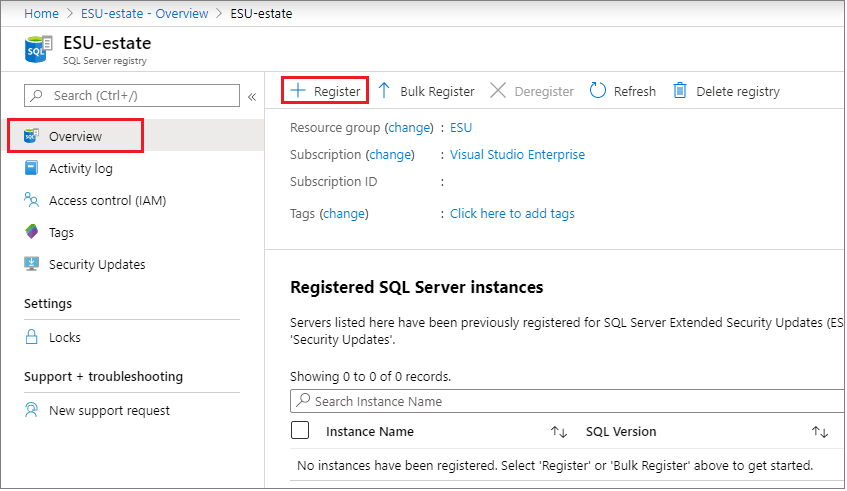 Home > ESU-estate - Overview > ESU-estate
SQL
ESU-estate
SQL Server registry
Search (Ctrl+/)
«
Overview
Activity log
Access control (IAM)
Tags
Security Updates
Settings
Locks
Support + troubleshooting
New support request
Register
Bulk Register
Deregister
Refresh
Delete registry
Resource group (change) : ESU
Subscription (change) : Visual Studio Enterprise
Subscription ID :
Tags (change) : Click here to add tags
Registered SQL Server instances
Servers listed here have been previously registered for SQL Server Extended Security Updates (ES
'Security Updates'.
Showing 0 to 0 of 0 records.
Search Instance Name
Instance Name ↑↓ SQL Version ↑↓
No instances have been registered. Select 'Register' or 'Bulk Register' above to get started.